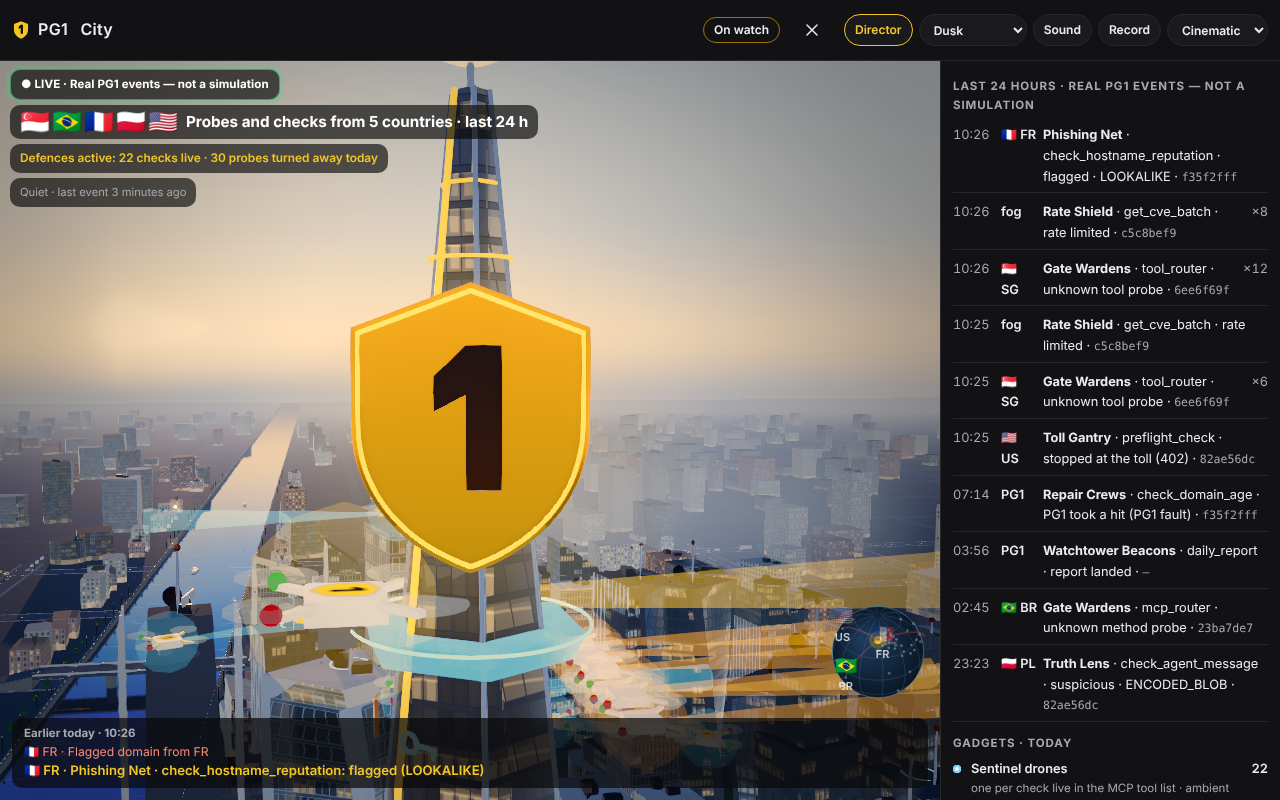 PG1 City
On watch
Director
Dusk
Sound
Record
Cinematic
LIVE · Real PG1 events — not a simulation
Probes and checks from 5 countries · last 24 h
Defences active: 22 checks live · 30 probes turned away today
Quiet · last event 3 minutes ago
1
1
US
FR
BR
Earlier today · 10:26
FR · Flagged domain from FR
FR · Phishing Net · check_hostname_reputation: flagged (LOOKALIKE)
LAST 24 HOURS · REAL PG1 EVENTS — NOT A
SIMULATION
10:26 FR Phishing Net ·
check_hostname_reputation ·
flagged · LOOKALIKE · f35f2fff
10:26 fog Rate Shield · get_cve_batch · ×8
rate limited · c5c8bef9
10:26 Gate Wardens · tool_router · ×12
SG unknown tool probe · 6ee6f69f
10:25 fog Rate Shield · get_cve_batch · rate
limited · c5c8bef9
10:25 Gate Wardens · tool_router · ×6
SG unknown tool probe · 6ee6f69f
10:25 Toll Gantry · preflight_check ·
US stopped at the toll (402) · 82ae56dc
07:14 PG1 Repair Crews · check_domain_age ·
PG1 took a hit (PG1 fault) · f35f2fff
03:56 PG1 Watchtower Beacons · daily_report
· report landed · —
02:45 BR Gate Wardens · mcp_router ·
unknown method probe · 23ba7de7
23:23 PL Truth Lens · check_agent_message
· suspicious · ENCODED_BLOB ·
82ae56dc
GADGETS · TODAY
Sentinel drones 22
one per check live in the MCP tool list · ambient